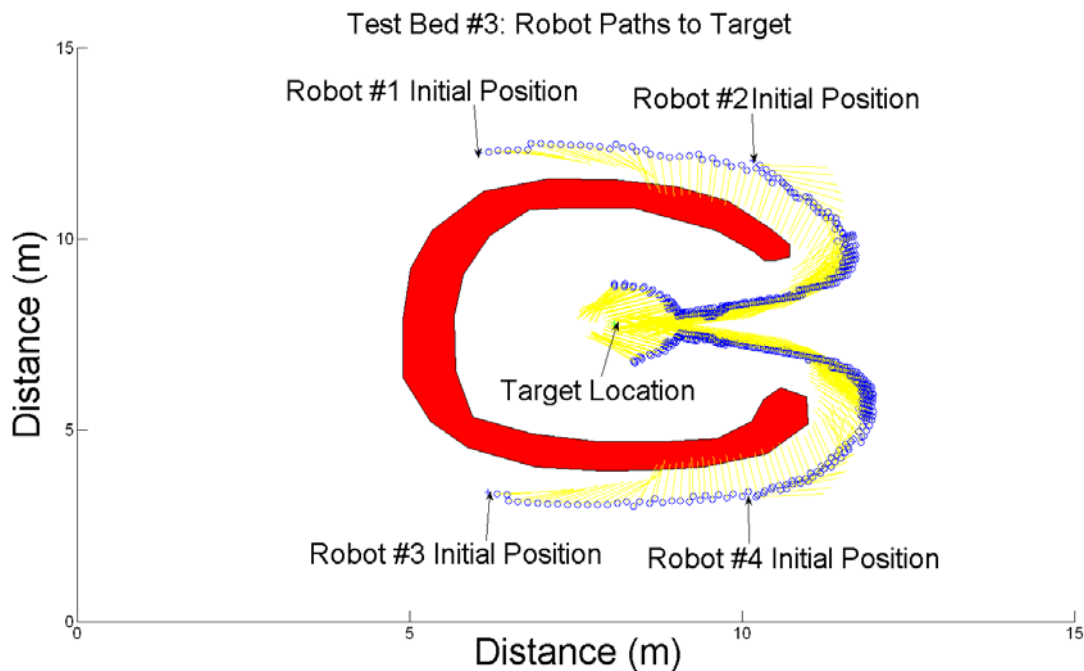 Test Bed #3: Robot Paths to Target
15
Robot #1 Initial Position
Robot #2 Initial Position
10
Distance (m)
Target Location
5
Robot #3 Initial Position
Robot #4 Initial Position
0
0
5
10
15
Distance (m)